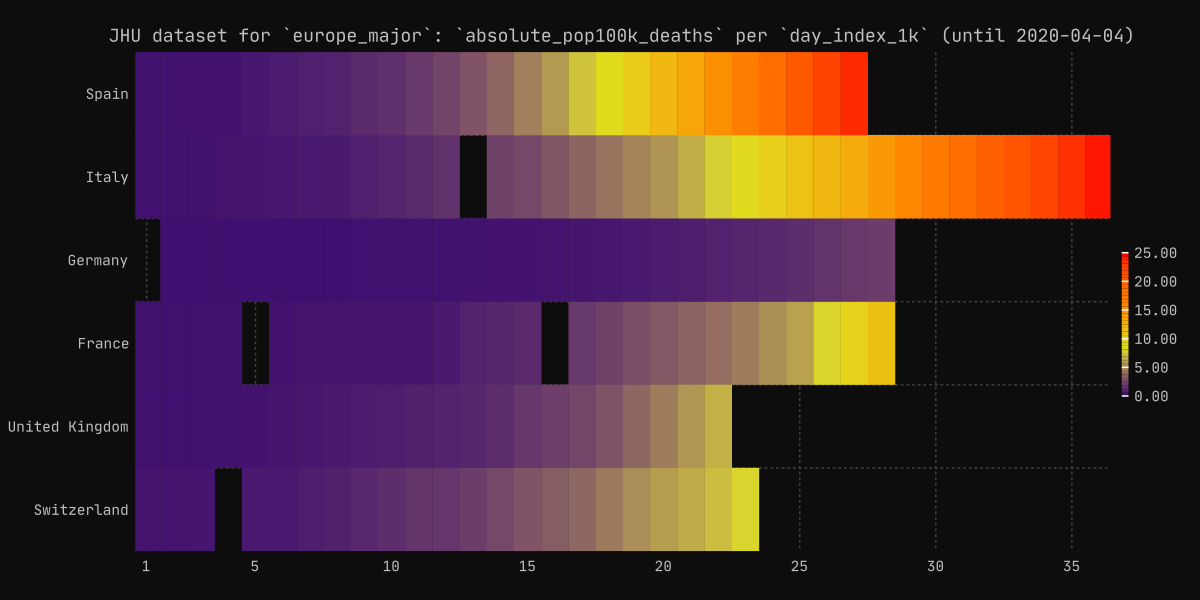 JHU dataset for `europe_major`: `absolute_pop100k_deaths` per `day_index_1k` (until 2020-04-04)
Spain
Italy
Germany
France
United Kingdom
Switzerland
25.00
20.00
15.00
10.00
5.00
0.00
1 5 10 15 20 25 30 35